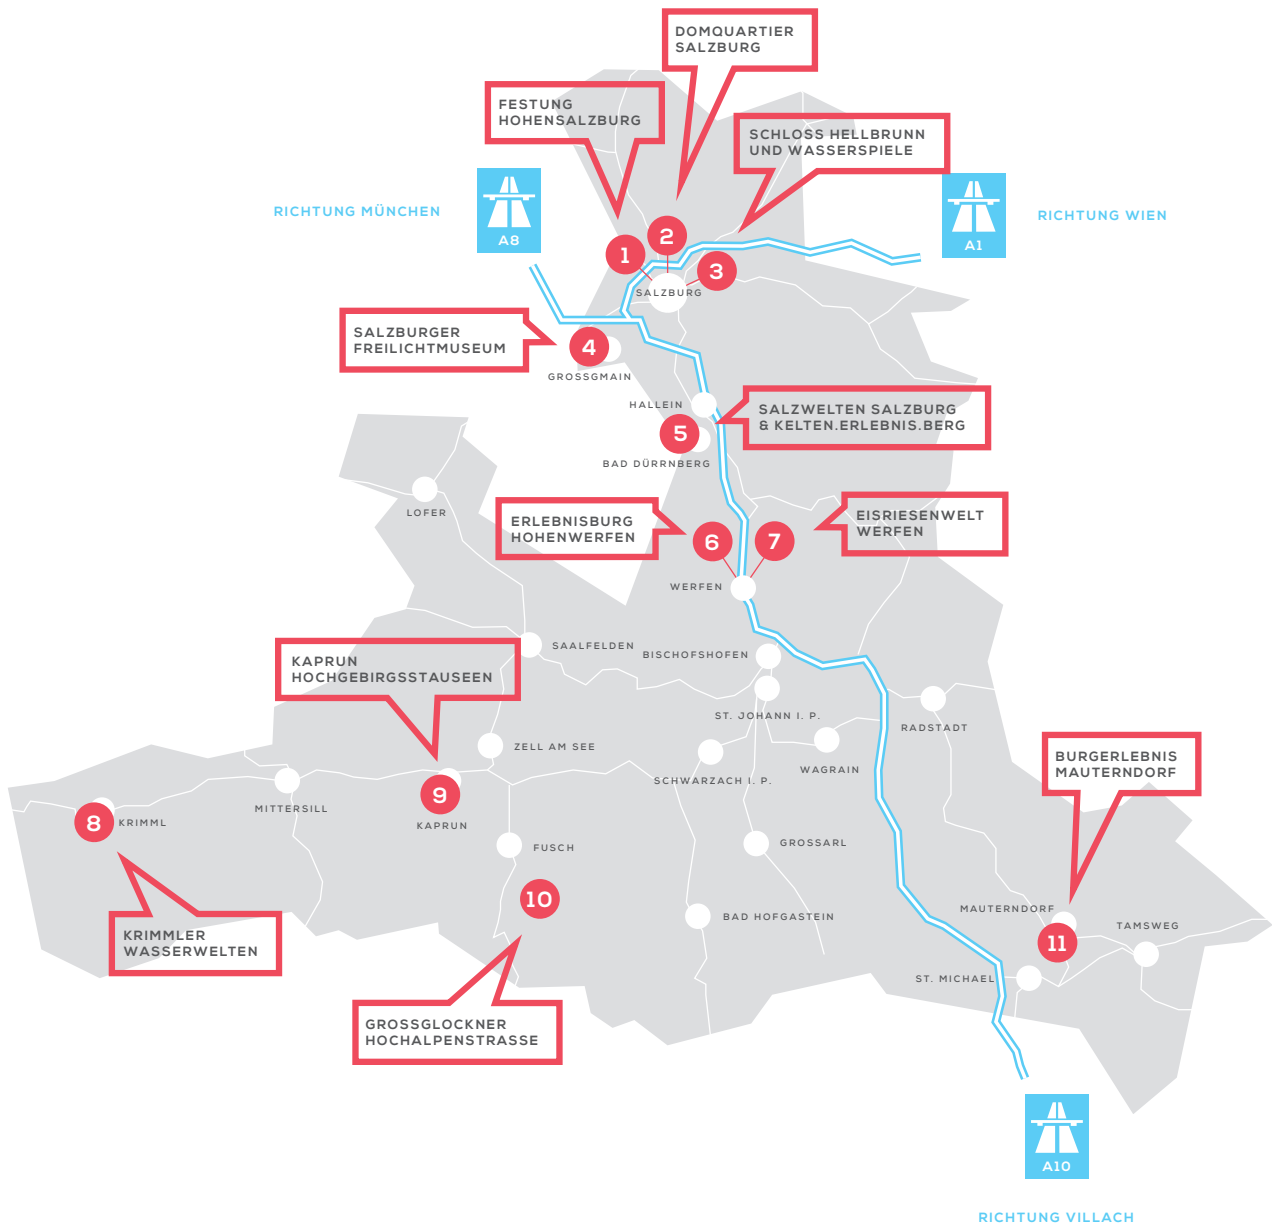 DOMQUARTIER
SALZBURG
FESTUNG
HOHENSALZBURG
SCHLOSS HELLBRUNN
UND WASSERSPIELE
RICHTUNG MÜNCHEN
A8
RICHTUNG WIEN
A1
1
2
3
SALZBURG
SALZBURGER
FREILICHTMUSEUM
4
GROSSGMAIN
HALLEIN
SALZWELTEN SALZBURG
& KELTEN.ERLEBNIS.BERG
5
BAD DÜRRNBERG
LOFER
ERLEBNISBURG
HOHENWERFEN
EISRIESENWELT
WERFEN
6
7
WERFEN
SAALFELDEN
BISCHOFSHOFEN
KAPRUN
HOCHGEBIRGSSTAUSEEN
ST. JOHANN I. P.
RADSTADT
ZELL AM SEE
SCHWARZACH I. P.
WAGRAIN
BURGERLEBNIS
MAUTERNDORF
MITTERSILL
9
KAPRUN
8
KRIMML
FUSCH
GROSSARL
10
BAD HOFGASTEIN
MAUTERNDORF
TAMSWEG
11
KRIMMLER
WASSERWELTEN
ST. MICHAEL
GROSSGLOCKNER
HOCHALPENSTRASSE
A10
RICHTUNG VILLACH